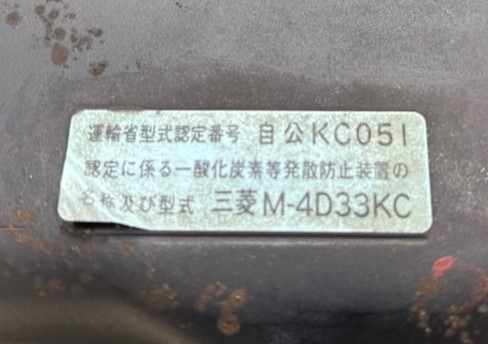 運輸省型式認定番号 自公KC051
認定に係る一酸化炭素等発散防止装置の
名称及び型式 三菱M-4D33KC